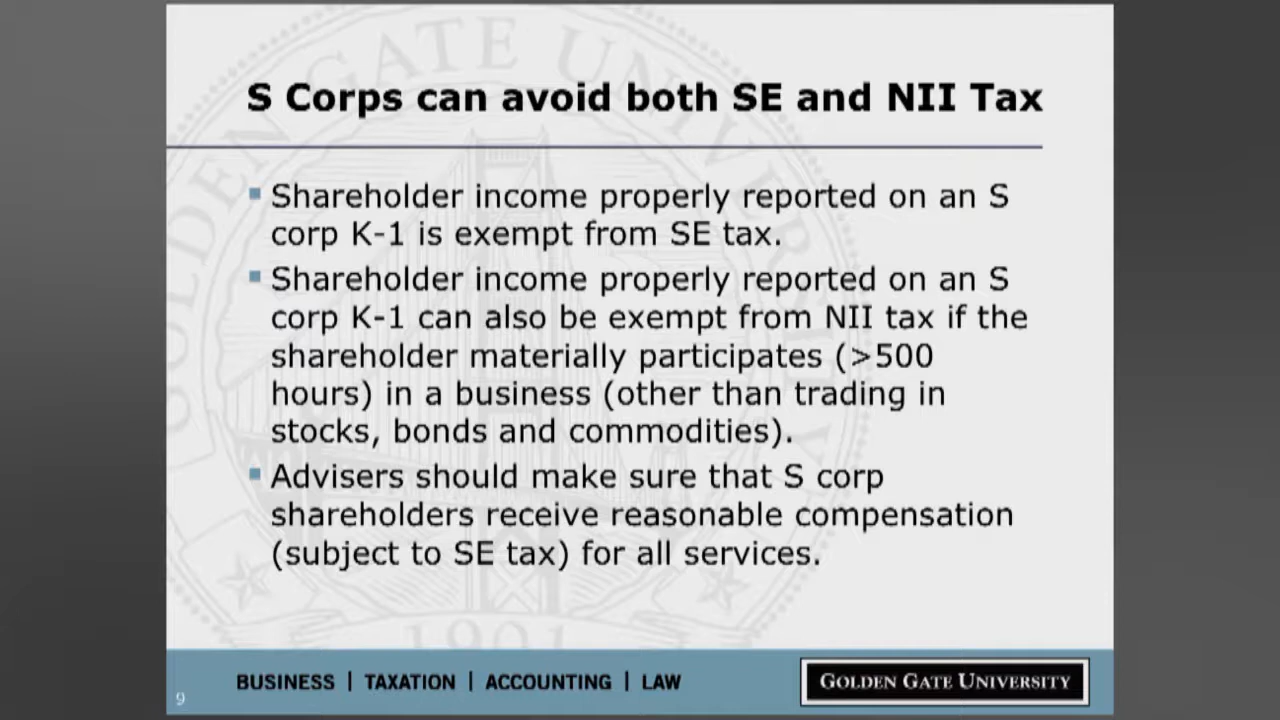 S Corps can avoid both SE and NII Tax
Shareholder income properly reported on an S
corp K-1 is exempt from SE tax.
Shareholder income properly reported on an S
corp K-1 can also be exempt from NII tax if the
shareholder materially participates (>500
hours) in a business (other than trading in
stocks, bonds and commodities).
Advisers should make sure that S corp
shareholders receive reasonable compensation
(subject to SE tax) for all services.
GOLDEN GATE UNIVERSITY
1901
BUSINESS | TAXATION | ACCOUNTING | LAW
GOLDEN GATE UNIVERSITY
9